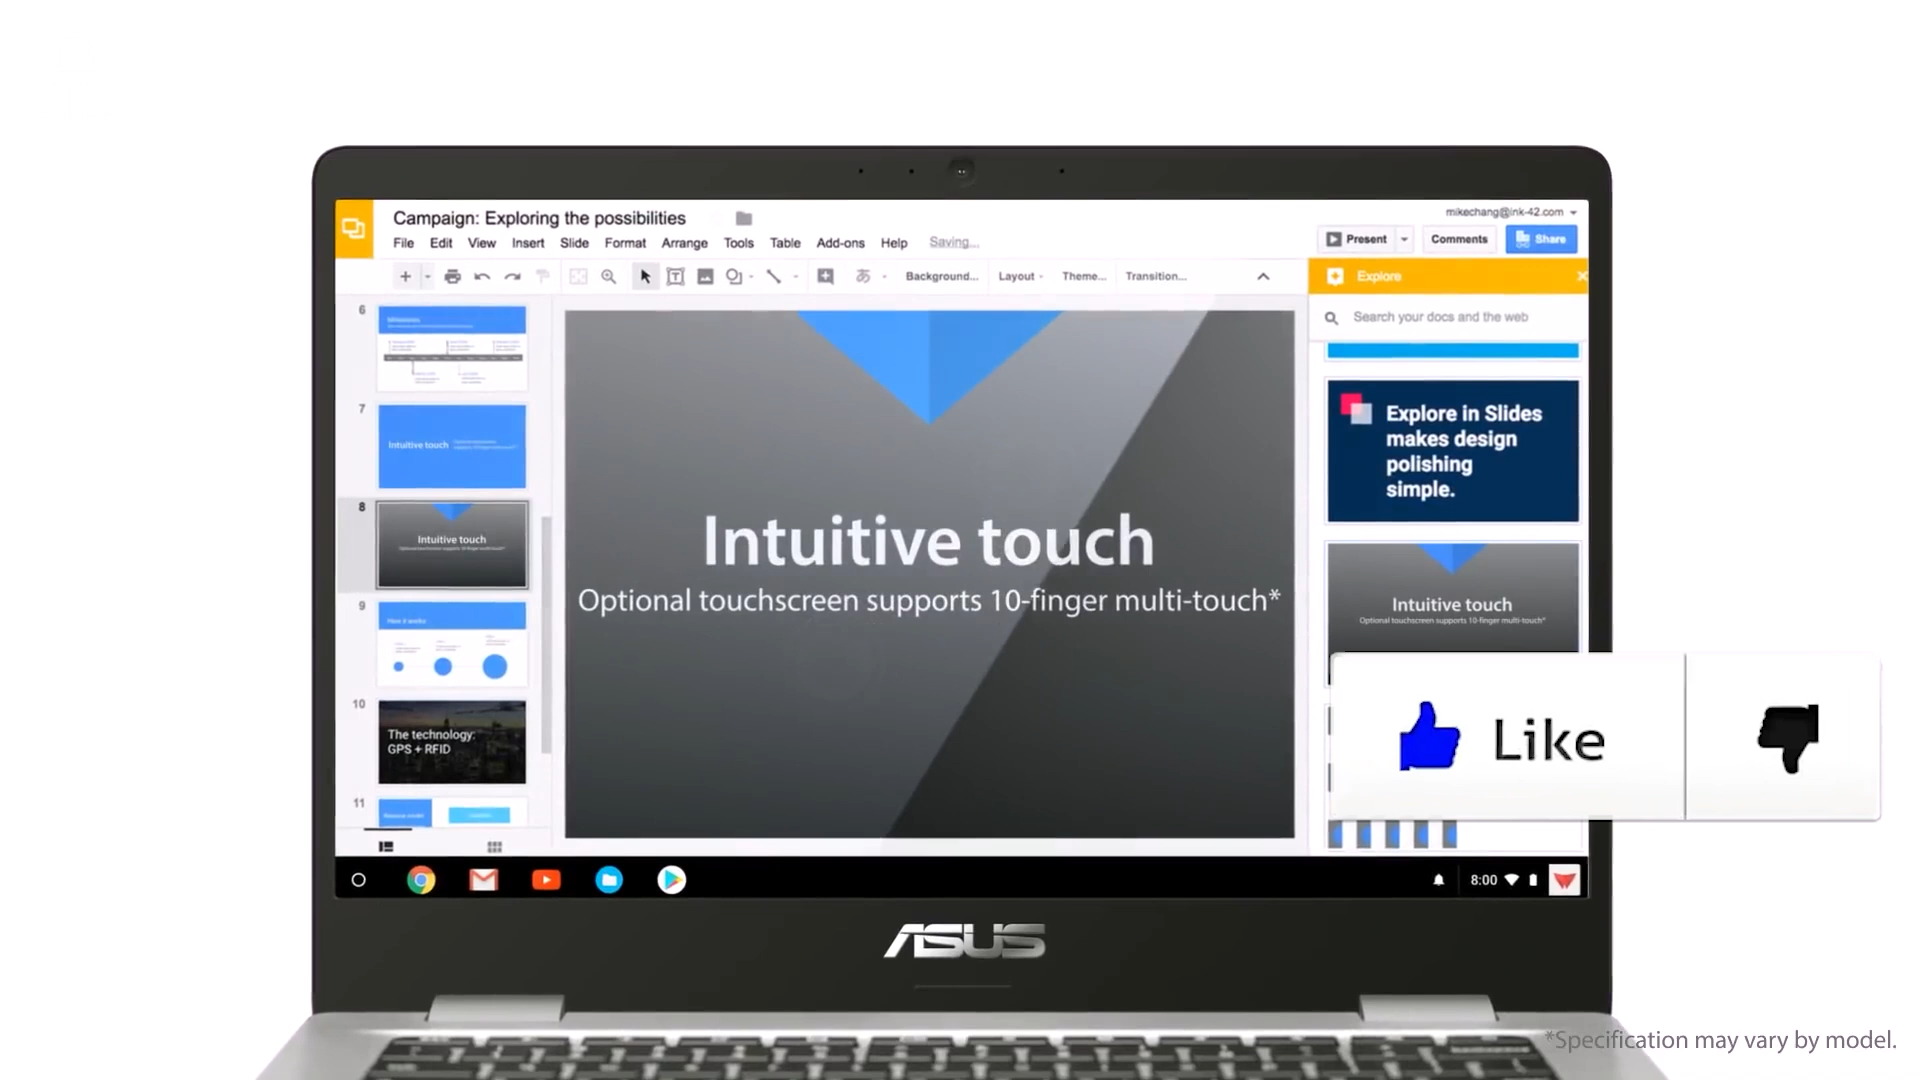 Campaign: Exploring the possibilities
mikechang@ink-42.com
File Edit View Insert Slide Format Arrange Tools Table Add-ons Help Saving...
Present Comments Share
Background... Layout Theme... Transition...
Explore
Search your docs and the web
6
7
Intuitive touch
8
Intuitive touch
9
How it works
10
The technology:
GPS + RFID
11
Intuitive touch
Optional touchscreen supports 10-finger multi-touch*
Explore in Slides
makes design
polishing
simple.
Intuitive touch
Optional touchscreen supports 10-finger multi-touch*
Like
8:00
ASUS
*Specification may vary by model.